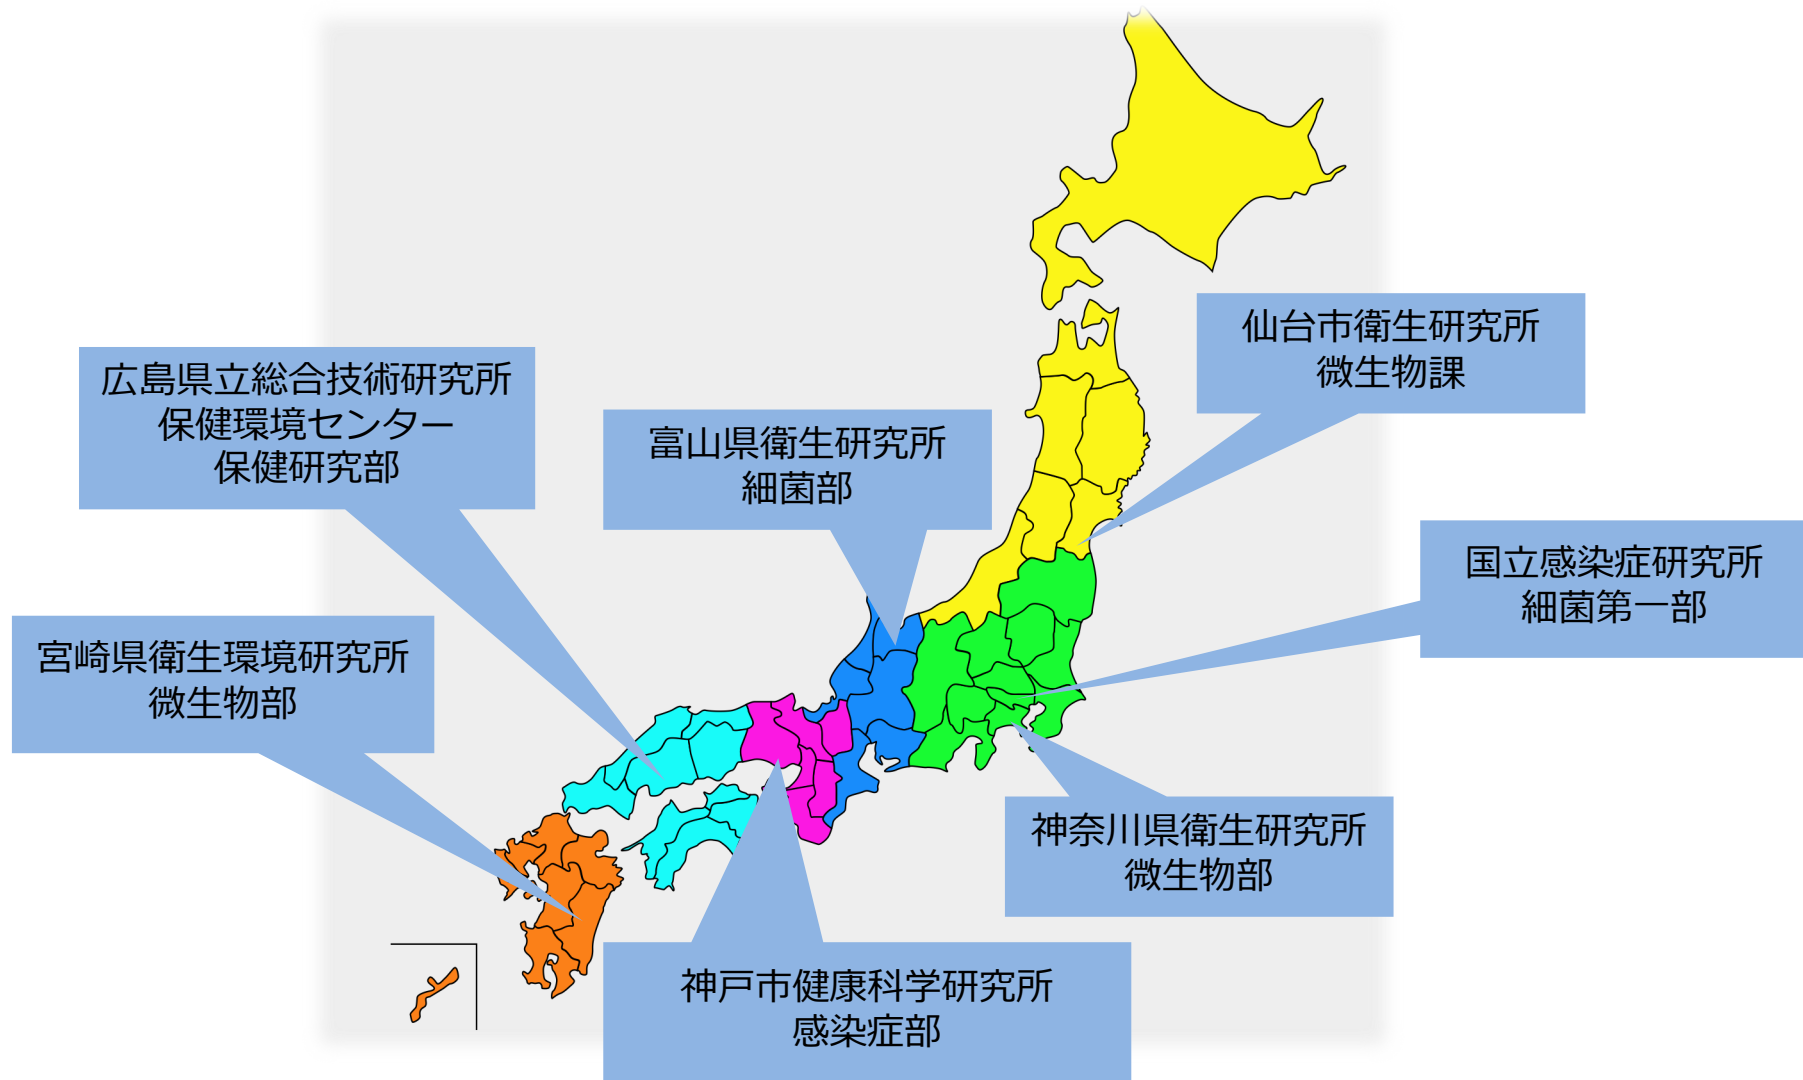 仙台市衛生研究所
微生物課
広島県立総合技術研究所
保健環境センター
保健研究部
富山県衛生研究所
細菌部
国立感染症研究所
細菌第一部
宮崎県衛生環境研究所
微生物部
神奈川県衛生研究所
微生物部
神戸市健康科学研究所
感染症部